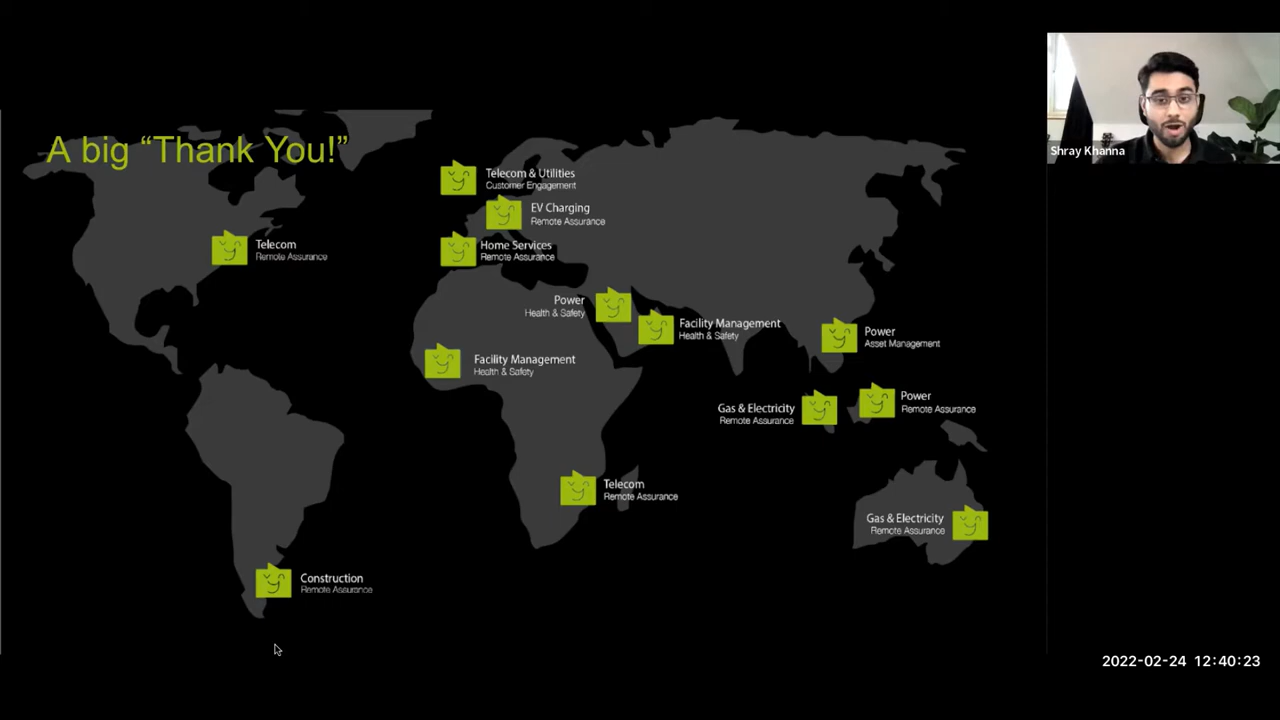 A big “Thank You!”
Shray Khanna
Telecom & Utilities
Customer Engagement
EV Charging
Remote Assurance
Telecom
Remote Assurance
Home Services
Remote Assurance
Power
Health & Safety
Facility Management
Health & Safety
Power
Asset Management
Facility Management
Health & Safety
Gas & Electricity
Remote Assurance
Power
Remote Assurance
Telecom
Remote Assurance
Gas & Electricity
Remote Assurance
Construction
Remote Assurance
2022-02-24 12:40:23